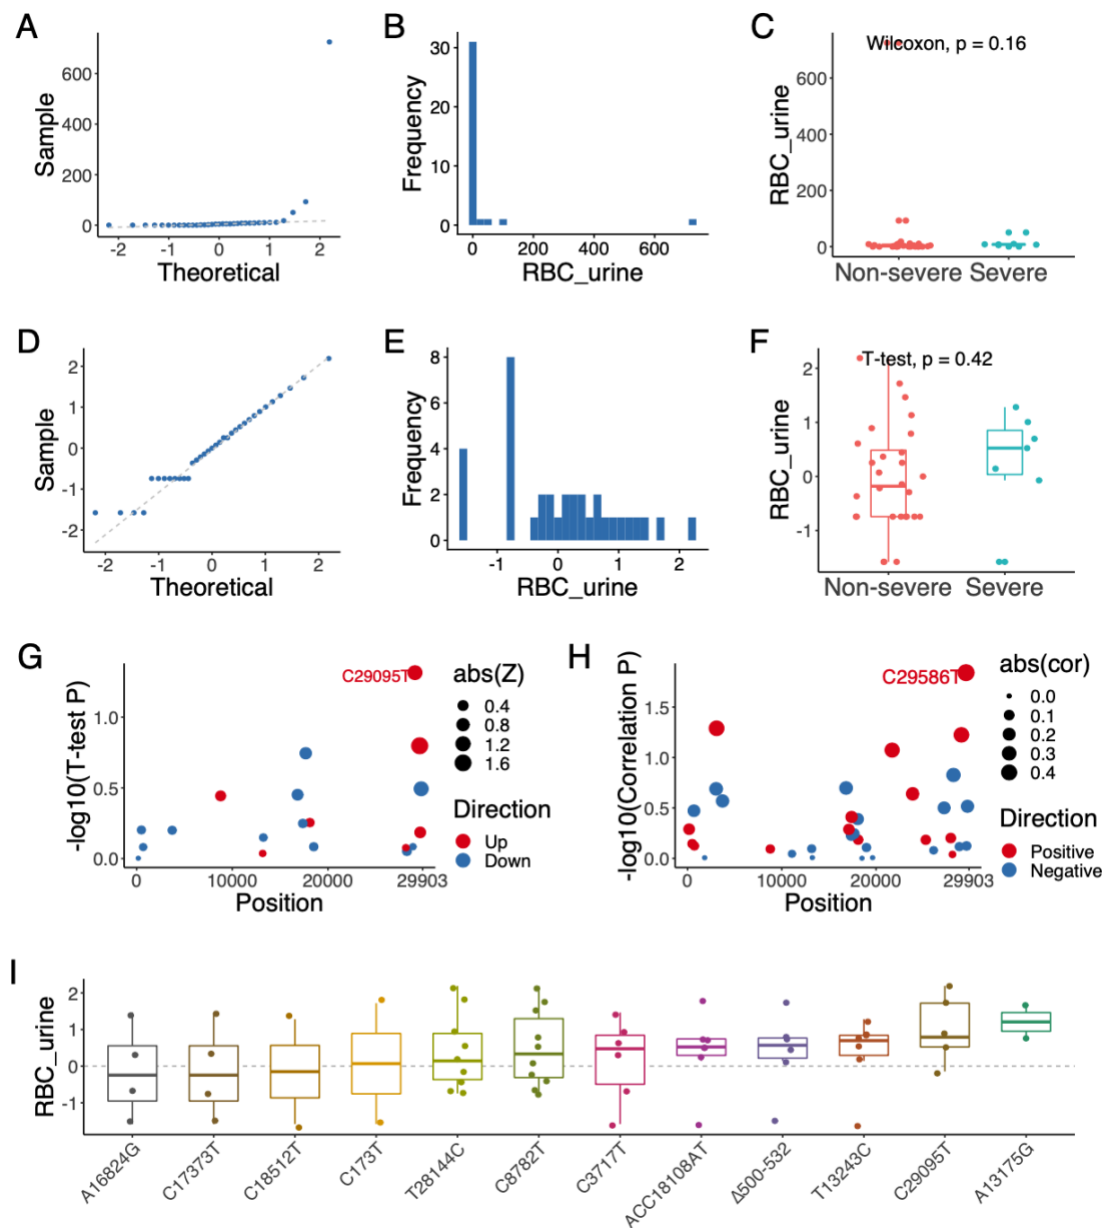 A
Sample
600
400
200
0
-2 -1 0 1 2
Theoretical
B
Frequency
30
20
10
0
0 200 400 600
RBC_urine
C
Wilcoxon, p = 0.16
RBC_urine
600
400
200
0
Non-severe Severe
D
Sample
2
1
0
-1
-2
-2 -1 0 1 2
Theoretical
E
Frequency
8
6
4
2
0
-1 0 1 2
RBC_urine
F
T-test, p = 0.42
RBC_urine
2
1
0
-1
Non-severe Severe
G
-log10(T-test P)
1.0
0.5
0.0
C29095T
0 10000 20000 29903
Position
abs(Z)
0.4
0.8
1.2
1.6
Direction
Up
Down
H
-log10(Correlation P)
1.5
1.0
0.5
0.0
C29586T
0 10000 20000 29903
Position
abs(cor)
0.0
0.1
0.2
0.3
0.4
Direction
Positive
Negative
I
RBC_urine
2
1
0
-1
A16824G
C17373T
C18512T
C173T
T28144C
C8782T
C3717T
ACC18108AT
Δ500-532
T13243C
C29095T
A13175G